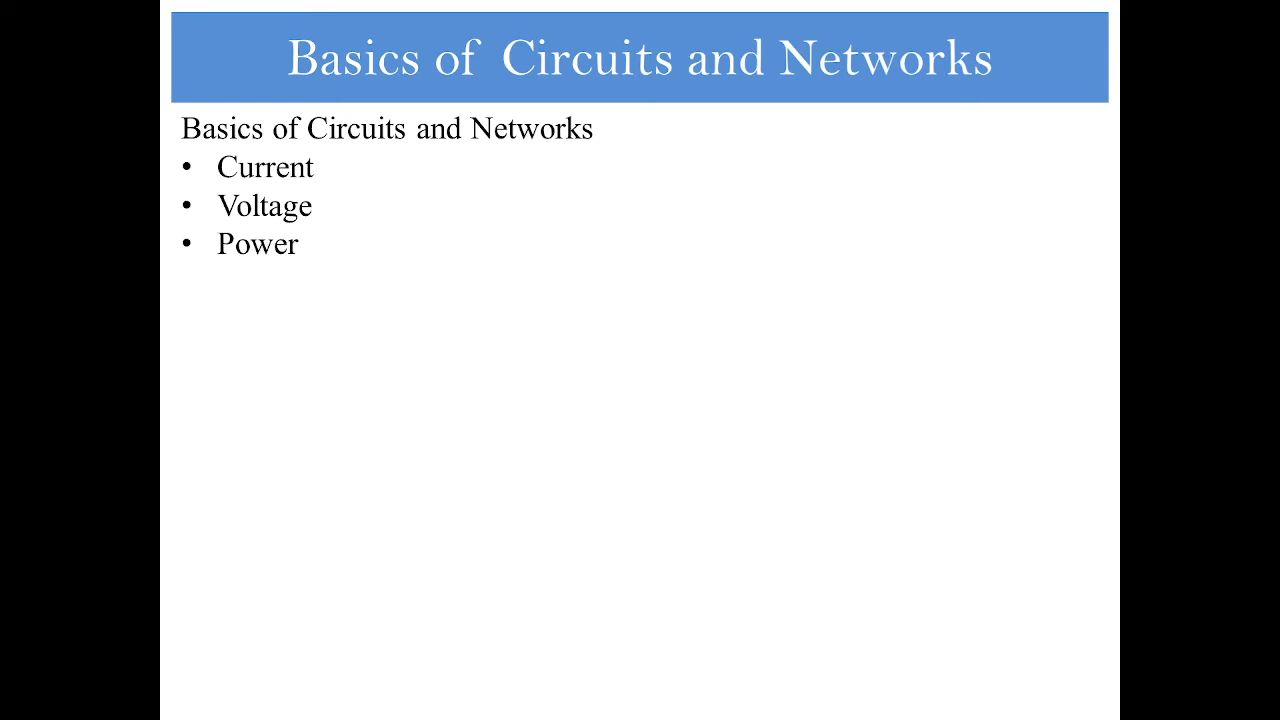 Basics of Circuits and Networks
Basics of Circuits and Networks
• Current
• Voltage
• Power